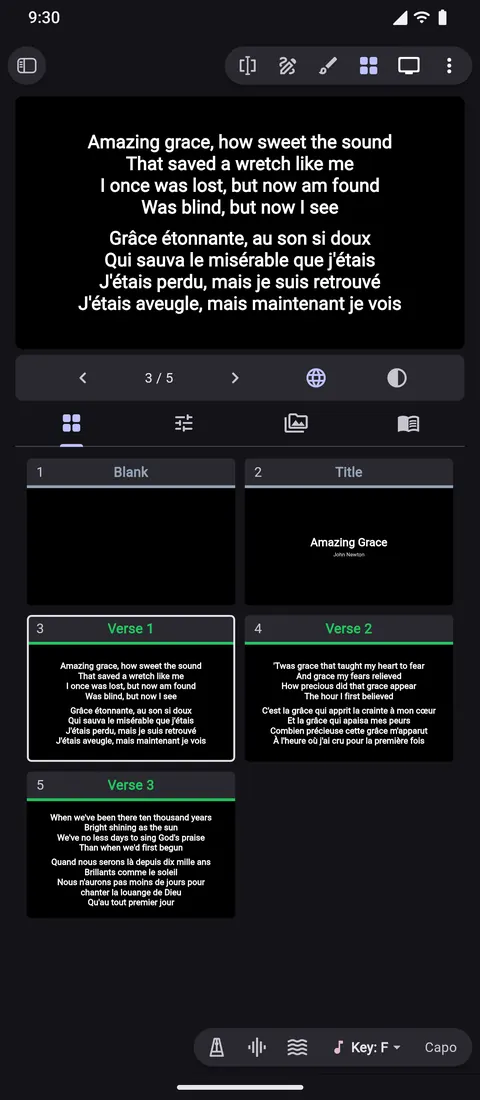 9:30
Amazing grace, how sweet the sound
That saved a wretch like me
I once was lost, but now am found
Was blind, but now I see
Grâce étonnante, au son si doux
Qui sauva le misérable que j'étais
J'étais perdu, mais je suis retrouvé
J'étais aveugle, mais maintenant je vois
3 / 5
1 Blank
2 Title
Amazing Grace
John Newton
3 Verse 1
Amazing grace, how sweet the sound
That saved a wretch like me
I once was lost, but now am found
Was blind, but now I see
Grâce étonnante, au son si doux
Qui sauva le misérable que j'étais
J'étais perdu, mais je suis retrouvé
J'étais aveugle, mais maintenant je vois
4 Verse 2
'Twas grace that taught my heart to fear
And grace my fears relieved
How precious did that grace appear
The hour I first believed
C'est la grâce qui apprit la crainte à mon cœur
Et la grâce qui apaisa mes peurs
Combien précieuse cette grâce m'apparut
À l'heure où j'ai cru pour la première fois
5 Verse 3
When we've been there ten thousand years
Bright shining as the sun
We've no less days to sing God's praise
Than when we'd first begun
Quand nous serons là depuis dix mille ans
Brillants comme le soleil
Nous n'aurons pas moins de jours pour
chanter la louange de Dieu
Qu'au tout premier jour
Key: F
Capo